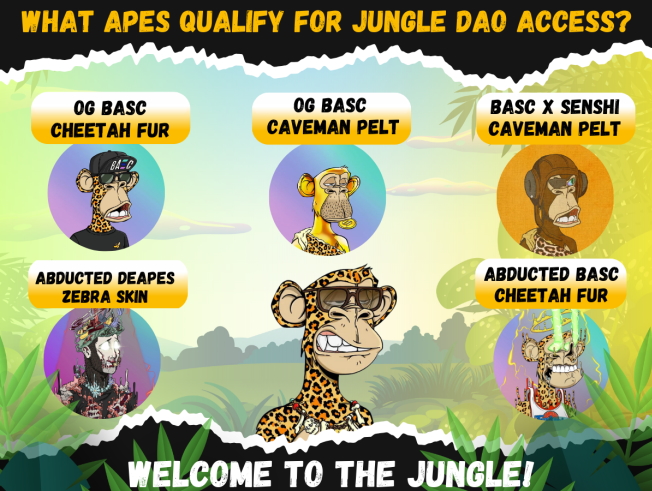 WHAT APES QUALIFY FOR JUNGLE DAO ACCESS?
OG BASC
CHEETAH FUR
OG BASC
CAVEMAN PELT
BASC X SENSHI
CAVEMAN PELT
ABDUCTED DEAPES
ZEBRA SKIN
ABDUCTED BASC
CHEETAH FUR
WELCOME TO THE JUNGLE!